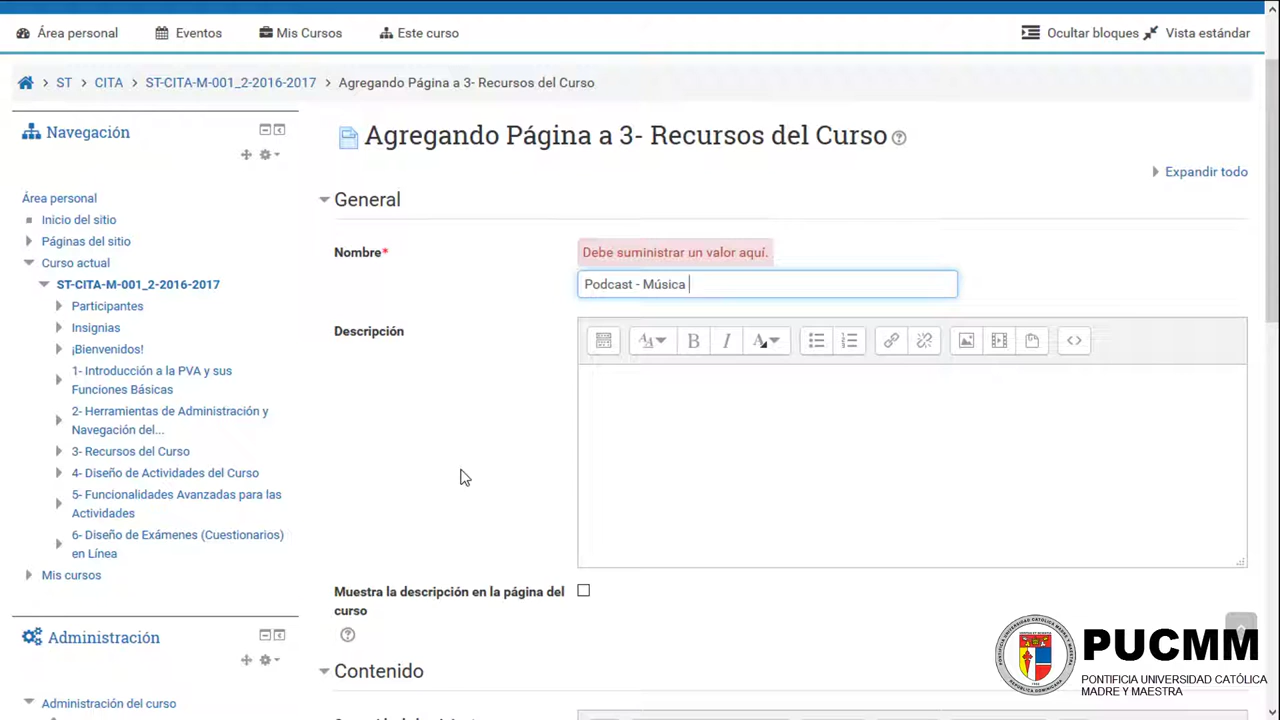 Área personal
Eventos
Mis Cursos
Este curso
Ocultar bloques
Vista estándar
ST
CITA
ST-CITA-M-001_2-2016-2017
Agregando Página a 3- Recursos del Curso
Navegación
Área personal
Inicio del sitio
Páginas del sitio
Curso actual
ST-CITA-M-001_2-2016-2017
Participantes
Insignias
¡Bienvenidos!
1- Introducción a la PVA y sus
Funciones Básicas
2- Herramientas de Administración y
Navegación del...
3- Recursos del Curso
4- Diseño de Actividades del Curso
5- Funcionalidades Avanzadas para las
Actividades
6- Diseño de Exámenes (Cuestionarios)
en Línea
Mis cursos
Administración
Administración del curso
Agregando Página a 3- Recursos del Curso
Expandir todo
General
Nombre*
Debe suministrar un valor aquí.
Podcast - Música
Descripción
Muestra la descripción en la página del
curso
Contenido
PUCMM
PONTIFICIA UNIVERSIDAD CATÓLICA
MADRE Y MAESTRA